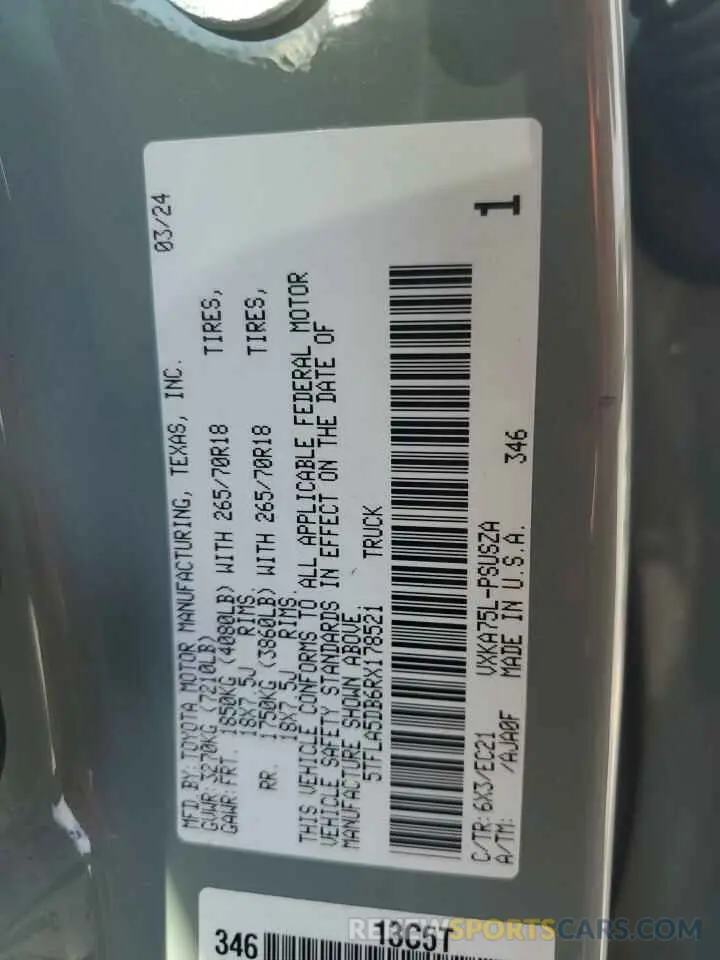 MFD BY: TOYOTA MOTOR MANUFACTURING, TEXAS, INC. 03/24
GVWR: 3270KG (7210LB)
GAWR: FRT. 1850KG (4080LB) WITH 265/70R18 TIRES,
18X7.5J RIMS.
RR. 1750KG (3860LB) WITH 265/70R18 TIRES,
18X7.5J RIMS.
THIS VEHICLE CONFORMS TO ALL APPLICABLE FEDERAL MOTOR
VEHICLE SAFETY STANDARDS IN EFFECT ON THE DATE OF
MANUFACTURE SHOWN ABOVE.
5TFLA5DB6RX178521 TRUCK
1
C/TR: 6X3/EC21 VXKA75L-PSUSZA
A/TM: /AJA0F MADE IN U.S.A. 346
346 13C5T
REVIEWSPORTSCARS.COM